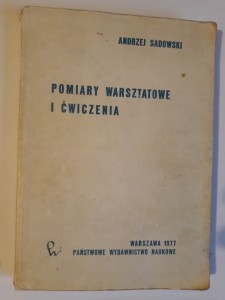 ANDRZEJ SADOWSKI
POMIARY WARSZTATOWE
I ĆWICZENIA
WARSZAWA 1977
PAŃSTWOWE WYDAWNICTWO NAUKOWE